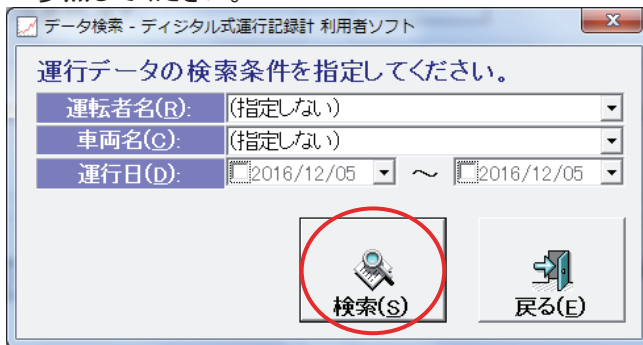 データ検索 - ディジタル式運行記録計 利用者ソフト
運行データの検索条件を指定してください。
運転者名(R): (指定しない)
車両名(C): (指定しない)
運行日(D): 2016/12/05 ～ 2016/12/05
検索(S) 戻る(E)